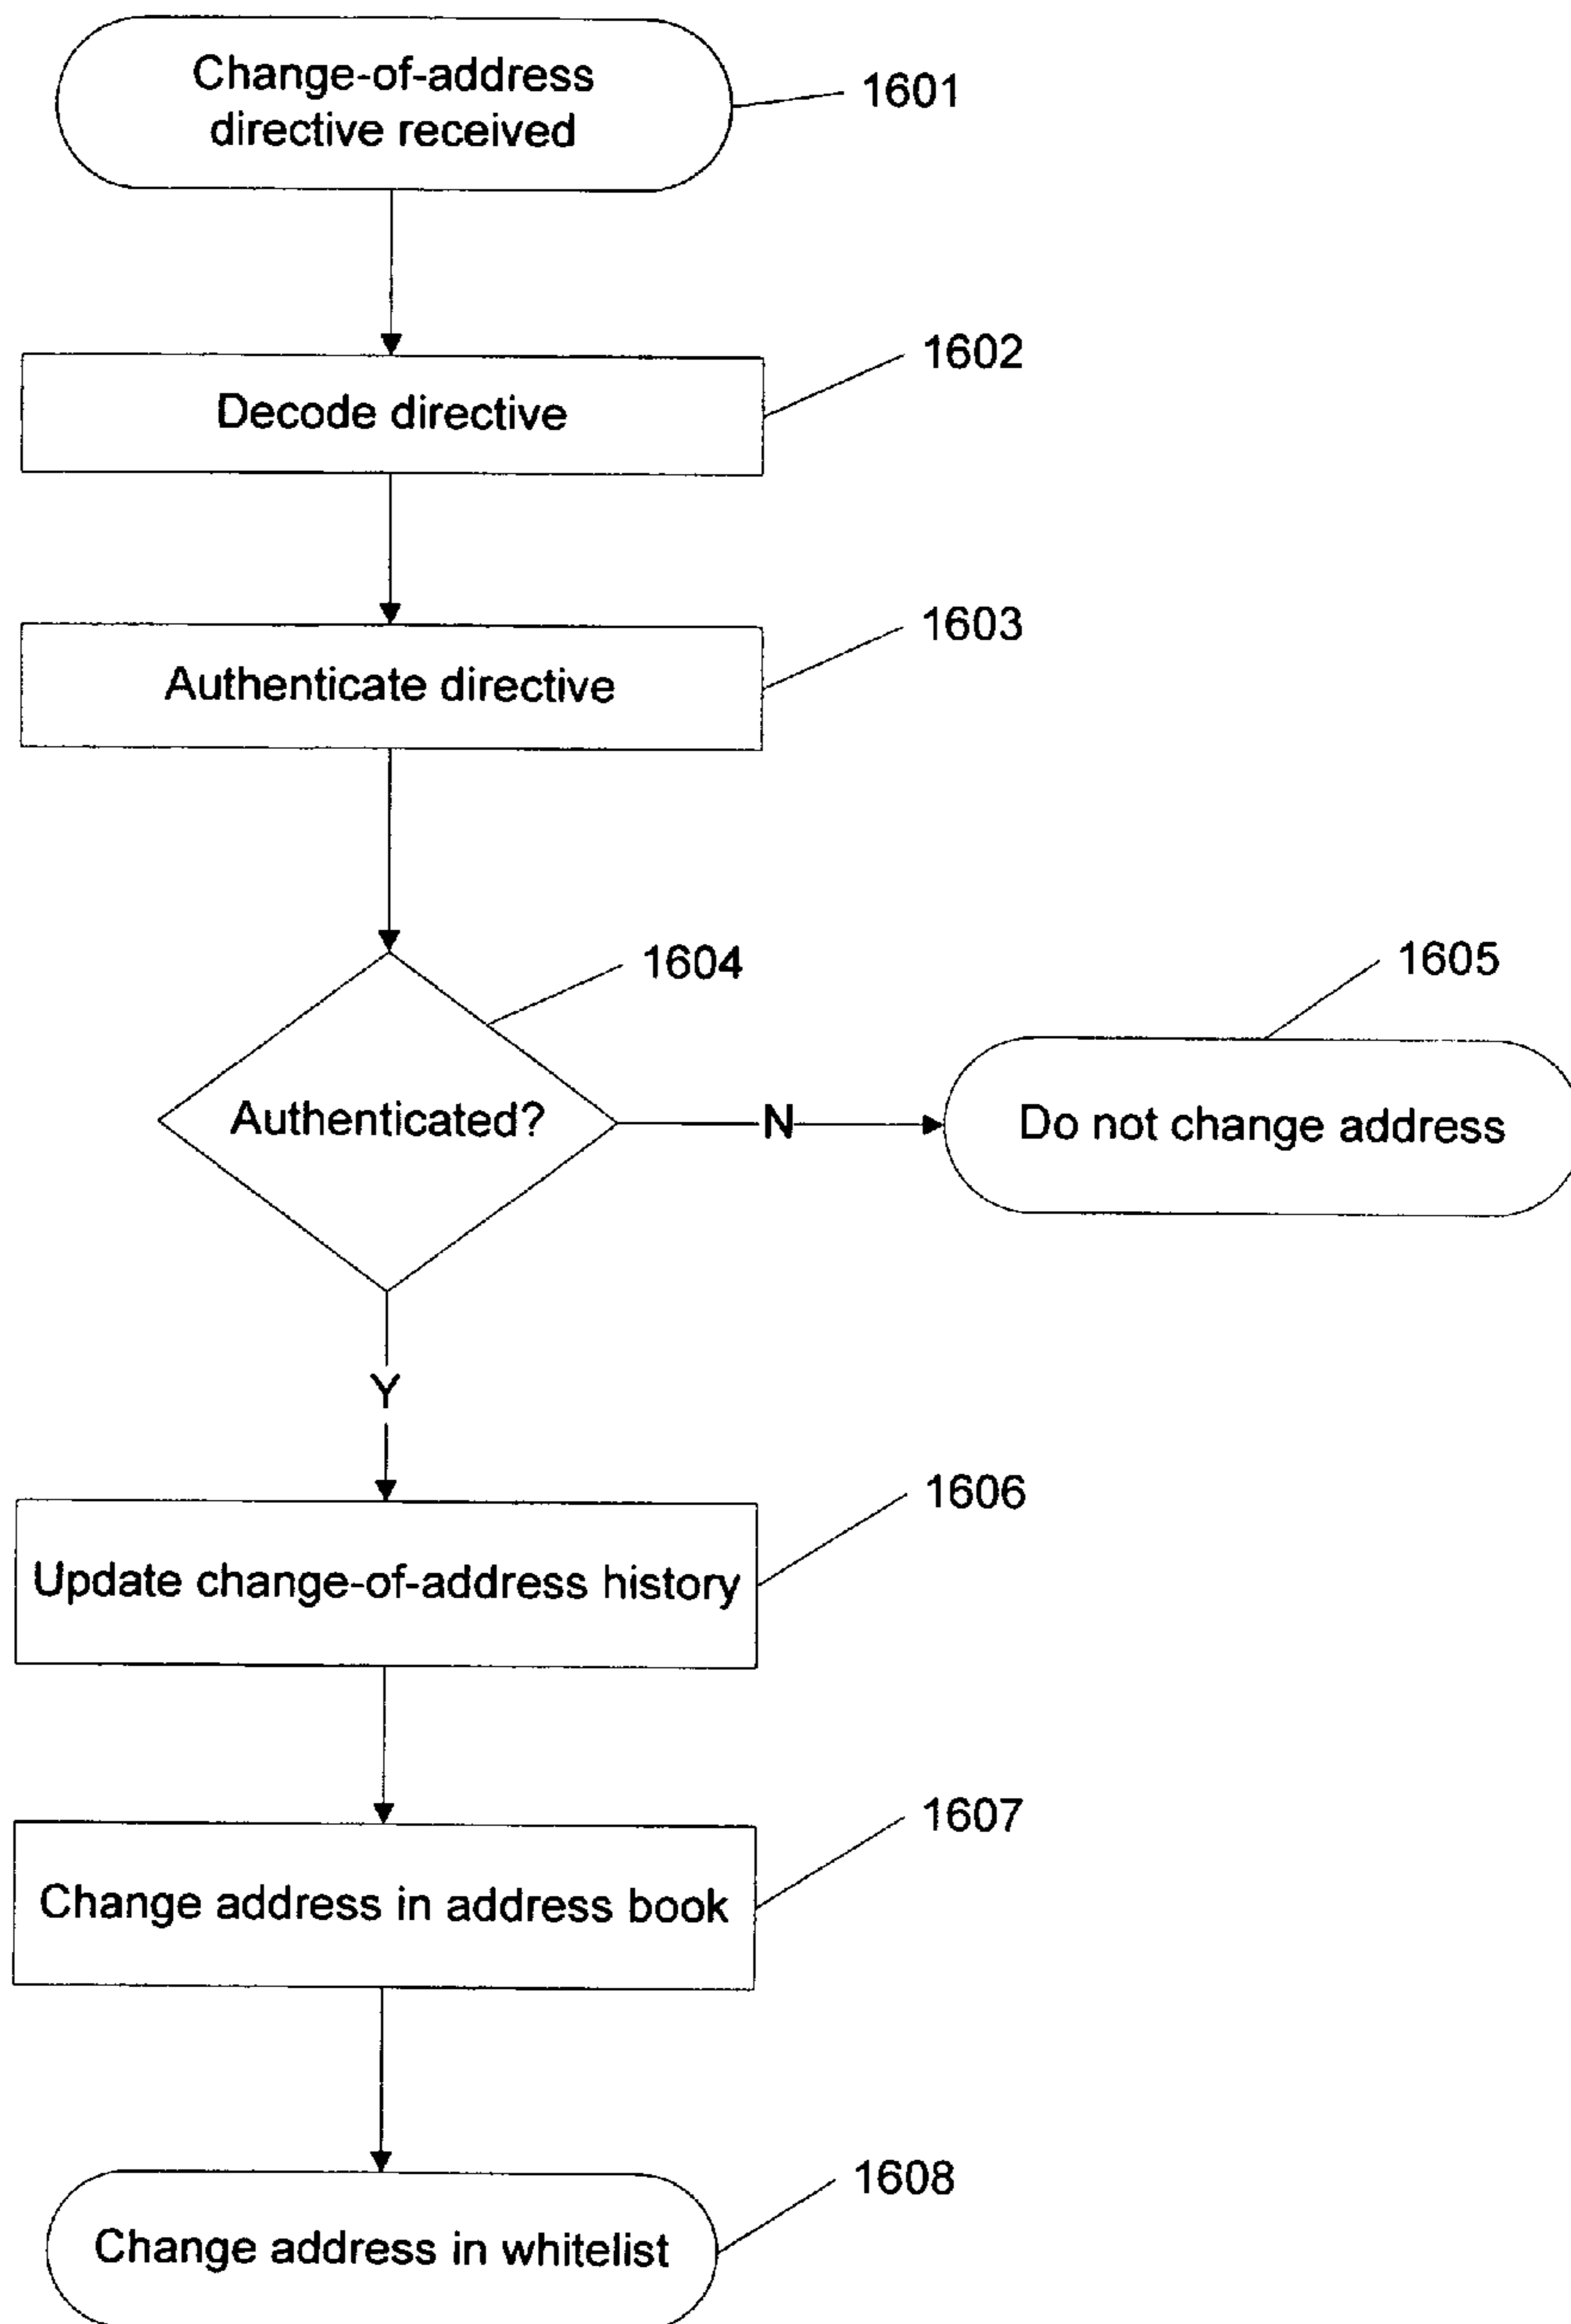 Change-of-address
directive received
1601
Decode directive
1602
Authenticate directive
1603
Authenticated?
1604
N
Do not change address
1605
Y
Update change-of-address history
1606
Change address in address book
1607
Change address in whitelist
1608